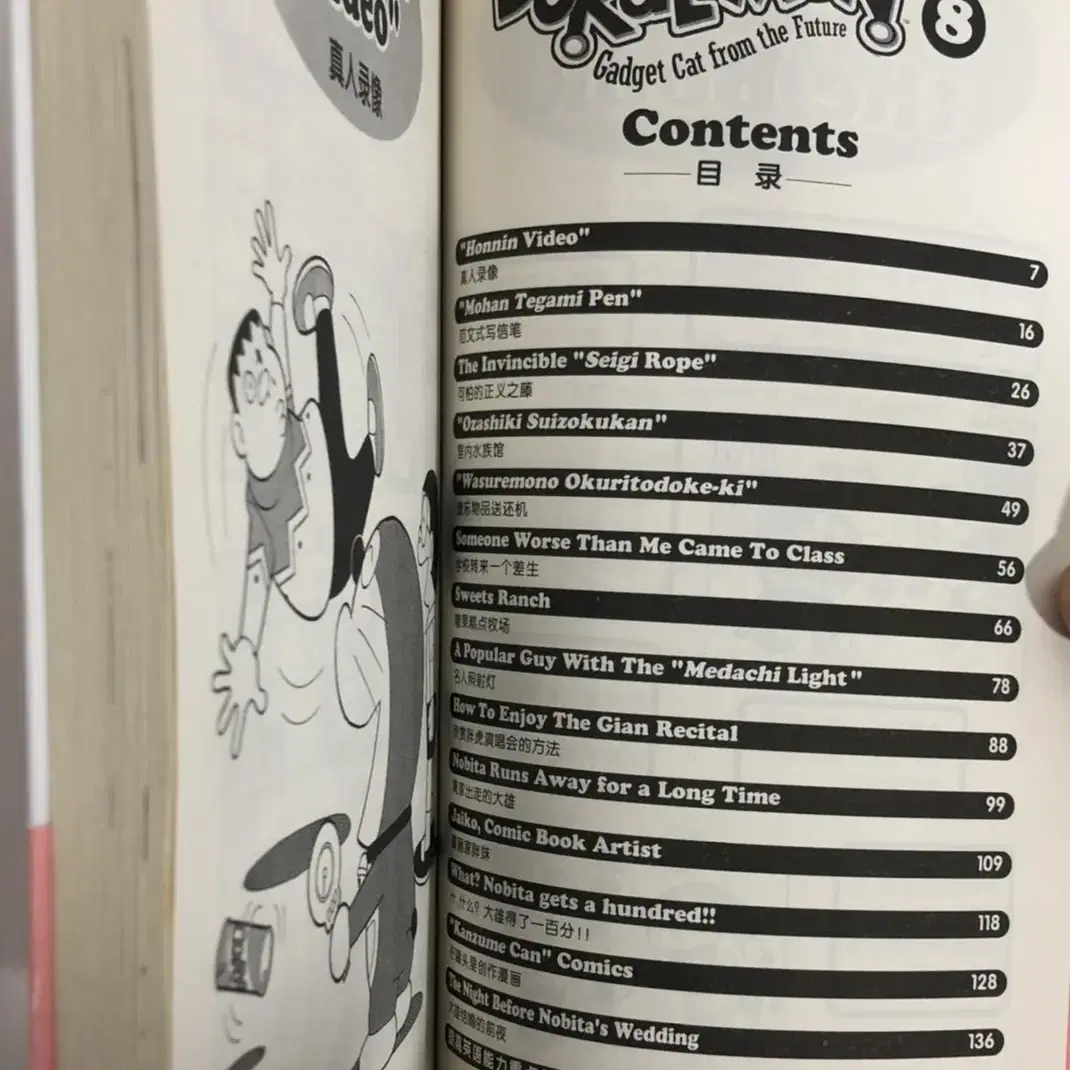 Video"
真人录像
DORAEMON
8
Gadget Cat from the Future
Contents
目 录
"Honnin Video" 7
真人录像
"Mohan Tegami Pen" 16
范文式写信笔
The Invincible "Seigi Rope" 26
可怕的正义之藤
"Ozashiki Suizokukan" 37
室内水族馆
"Wasuremono Okuritodoke-ki" 49
遗忘物品送还机
Someone Worse Than Me Came To Class 56
学校转来一个差生
Sweets Ranch 66
糖果糕点牧场
A Popular Guy With The "Medachi Light" 78
名人照射灯
How To Enjoy The Gian Recital 88
欣赏胖虎演唱会的方法
Nobita Runs Away for a Long Time 99
离家出走的大雄
Jaiko, Comic Book Artist 109
漫画家胖妹
What? Nobita gets a hundred!! 118
什,什么? 大雄得了一百分!!
"Kanzume Can" Comics 128
在罐头里创作漫画
The Night Before Nobita's Wedding 136
大雄结婚的前夜
提高英语能力